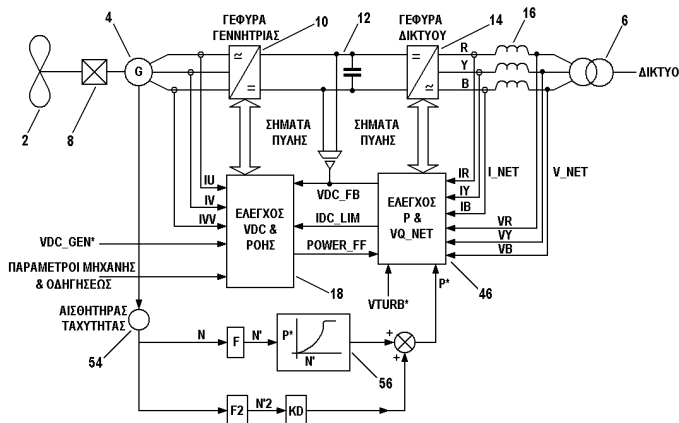 4
ΓΕΦΥΡΑ
ΓΕΝΝΗΤΡΙΑΣ
10
12
ΓΕΦΥΡΑ
ΔΙΚΤΥΟΥ
14
16
6
G
R
Y
B
ΔΙΚΤΥΟ
2
8
ΣΗΜΑΤΑ
ΠΥΛΗΣ
ΣΗΜΑΤΑ
ΠΥΛΗΣ
I_NET
V_NET
IU
IV
IVV
ΕΛΕΓΧΟΣ
VDC &
ΡΟΗΣ
VDC_FB
IDC_LIM
POWER_FF
ΕΛΕΓΧΟΣ
P &
VQ_NET
IR
IY
IB
VR
VY
VB
VDC_GEN*
ΠΑΡΑΜΕΤΡΟΙ ΜΗΧΑΝΗΣ
& ΟΔΗΓΗΣΕΩΣ
18
VTURB*
P*
46
ΑΙΣΘΗΤΗΡΑΣ
ΤΑΧΥΤΗΤΑΣ
54
N
F
N'
P*
N'
56
+
+
F2
N'2
KD